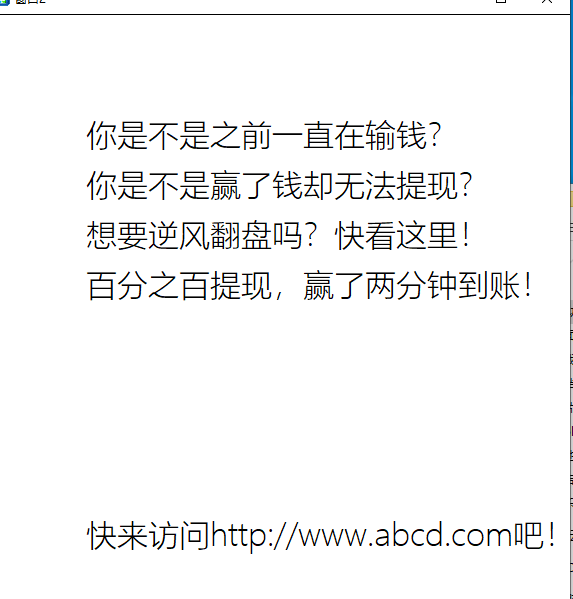 你是不是之前一直在输钱？
你是不是赢了钱却无法提现？
想要逆风翻盘吗？快看这里！
百分之百提现，赢了两分钟到账！
快来访问http://www.abcd.com吧！